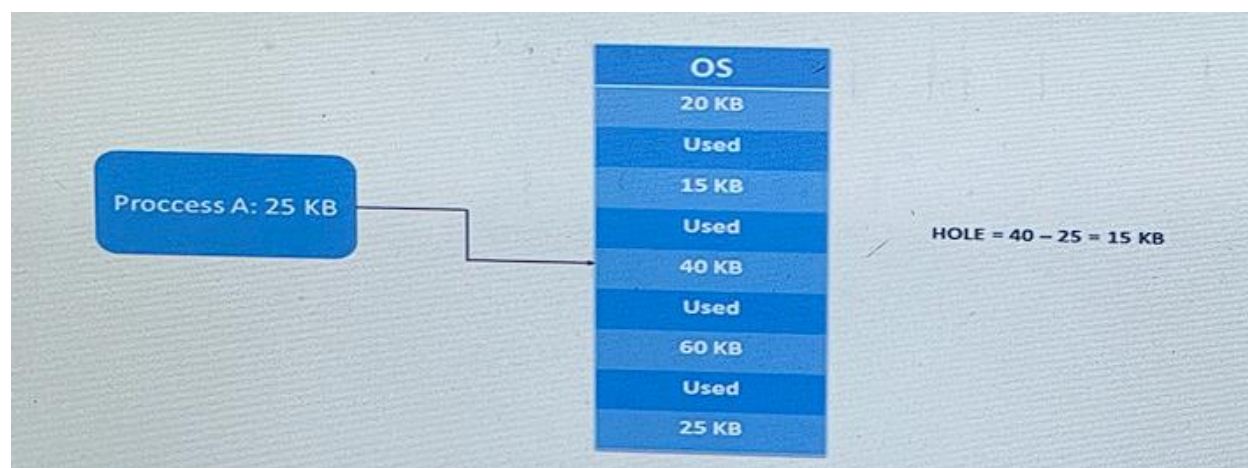 OS
20 KB
Used
15 KB
Proccess A: 25 KB
Used
HOLE = 40 – 25 = 15 KB
40 KB
Used
60 KB
Used
25 KB